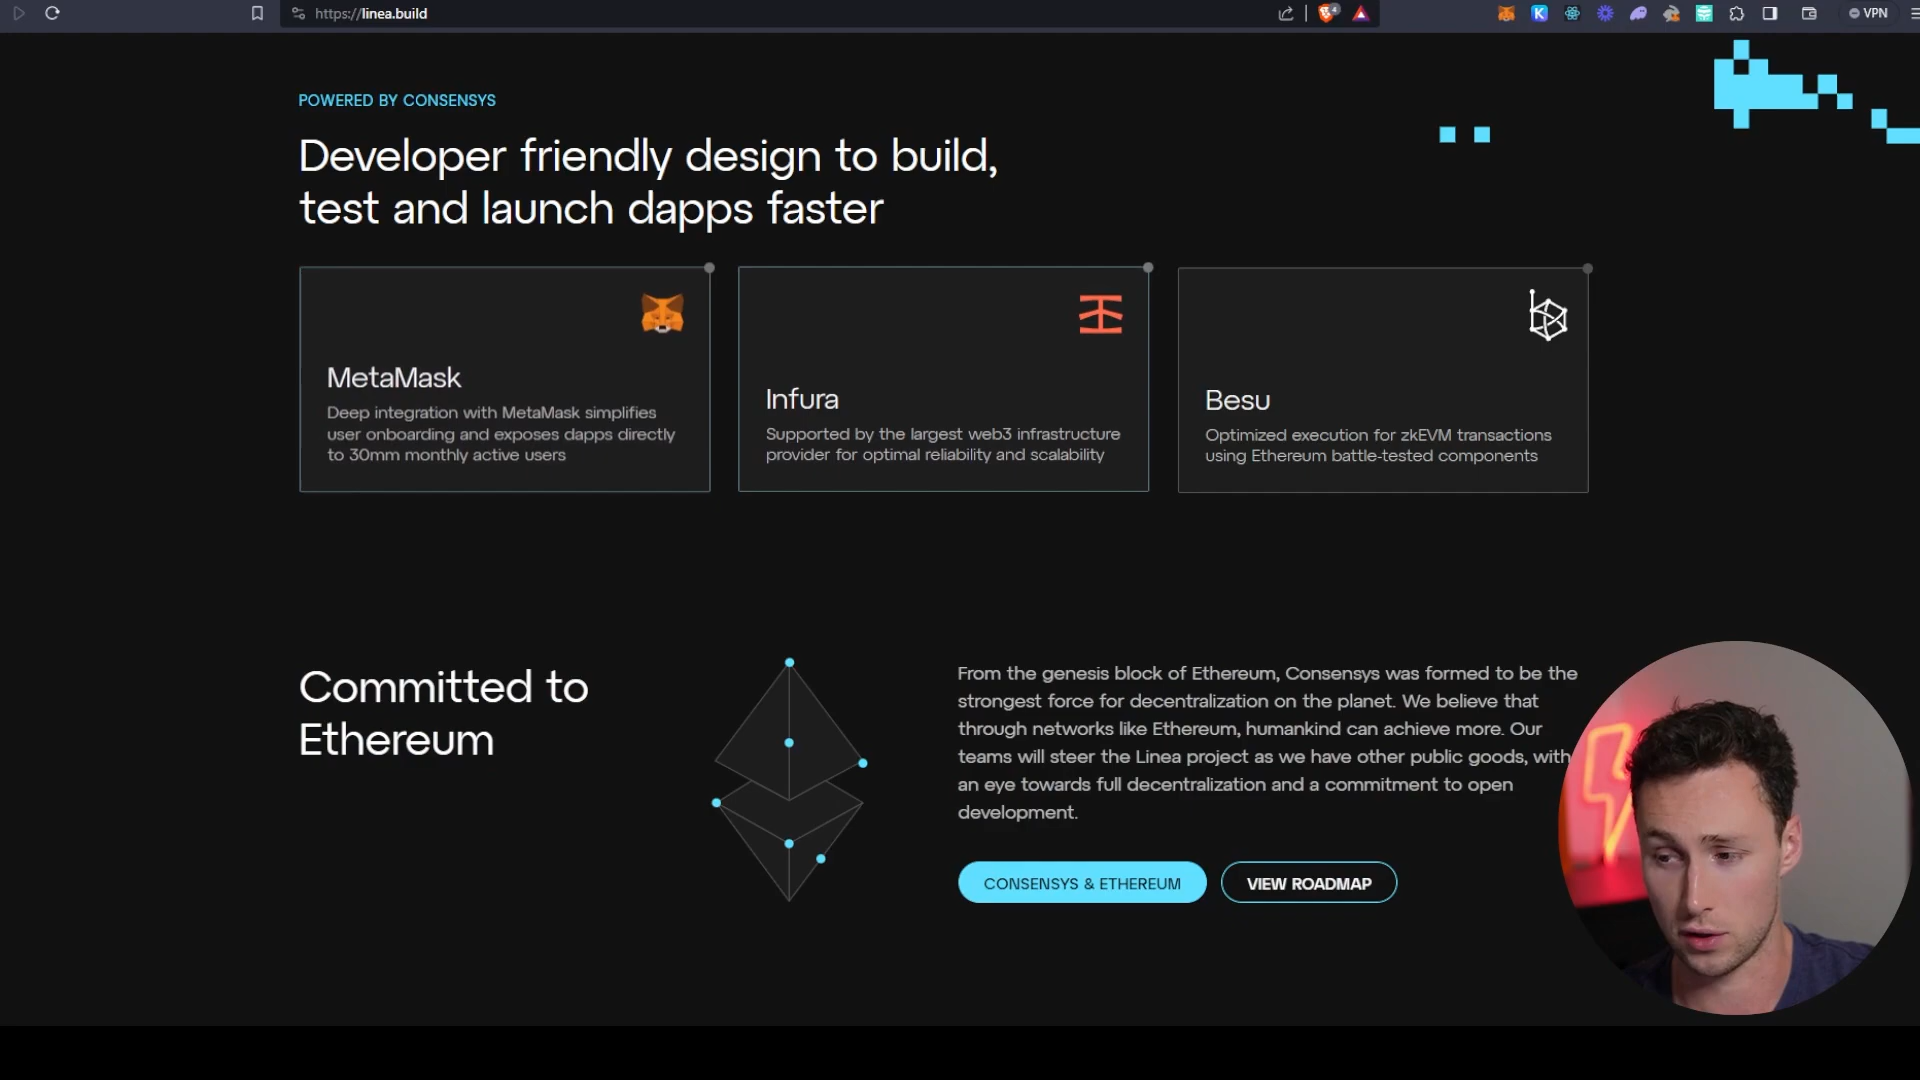 https://linea.build
4
K
VPN
POWERED BY CONSENSYS
Developer friendly design to build,
test and launch dapps faster
MetaMask
Deep integration with MetaMask simplifies
user onboarding and exposes dapps directly
to 30mm monthly active users
Infura
Supported by the largest web3 infrastructure
provider for optimal reliability and scalability
Besu
Optimized execution for zkEVM transactions
using Ethereum battle-tested components
Committed to
Ethereum
From the genesis block of Ethereum, Consensys was formed to be the
strongest force for decentralization on the planet. We believe that
through networks like Ethereum, humankind can achieve more. Our
teams will steer the Linea project as we have other public goods, with
an eye towards full decentralization and a commitment to open
development.
CONSENSYS & ETHEREUM
VIEW ROADMAP